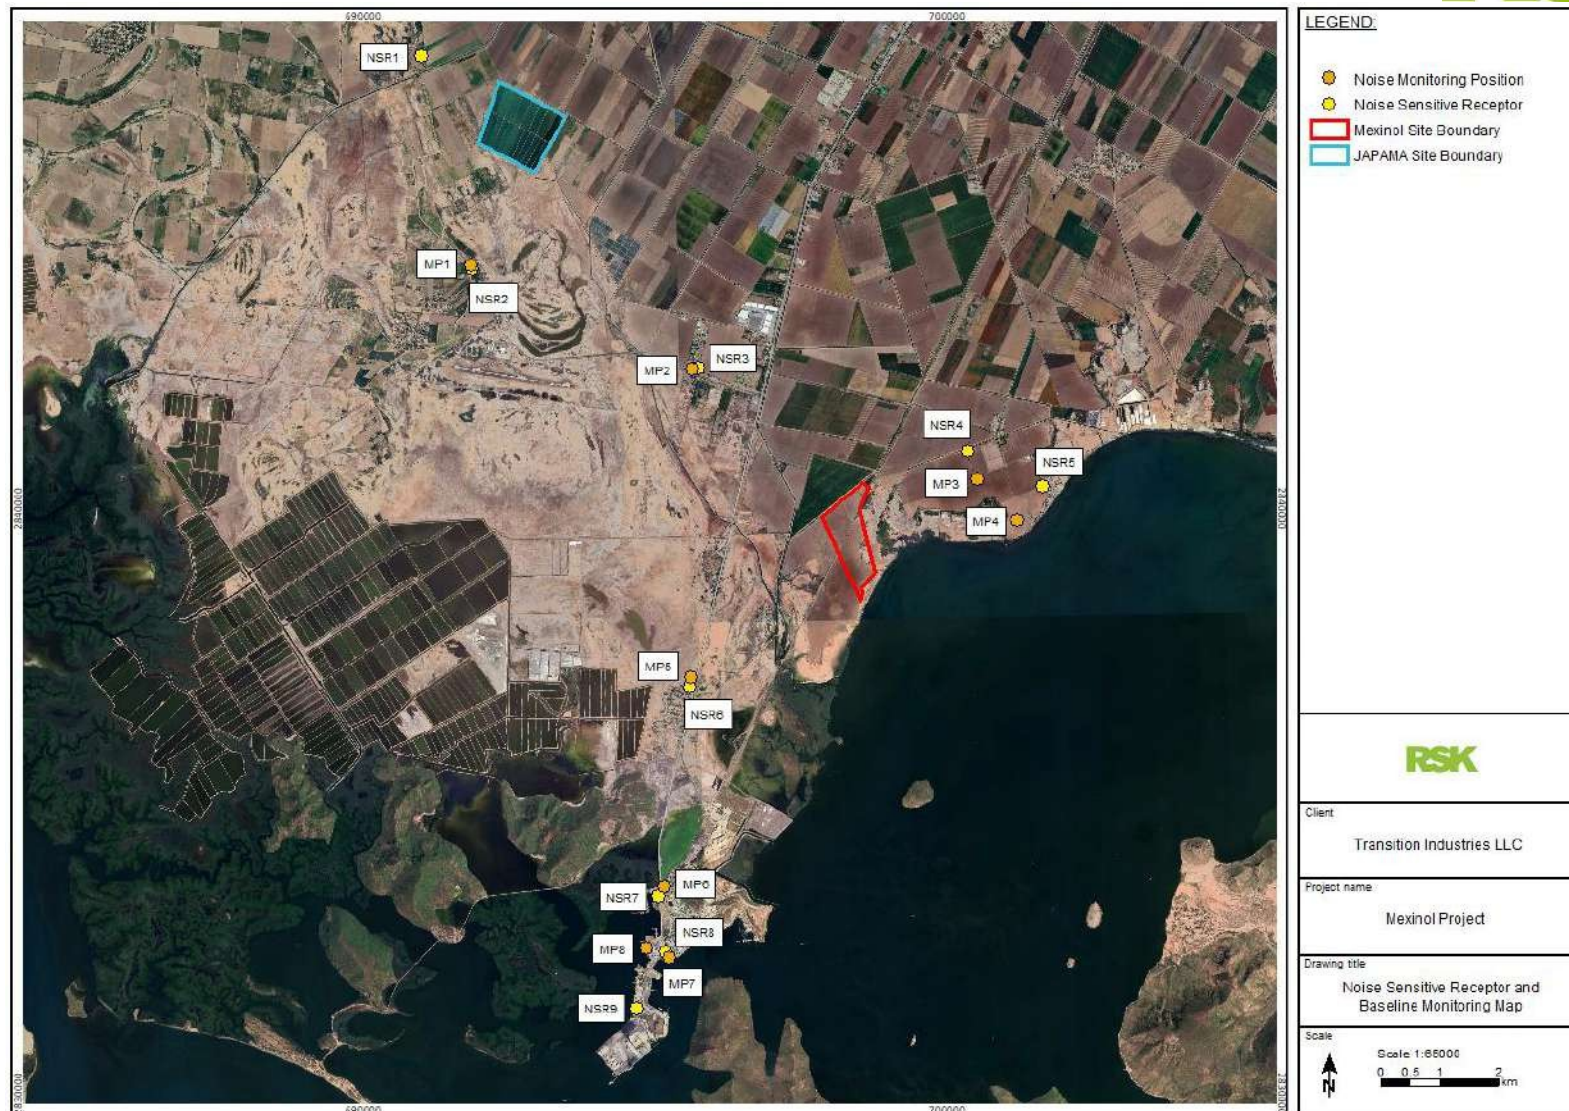 690000
700000
LEGEND:
Noise Monitoring Position
Noise Sensitive Receptor
Mexinol Site Boundary
JAPAMA Site Boundary
NSR1
MP1
NSR2
NSR3
MP2
NSR4
NSR5
MP3
MP4
2840000
2840000
MP5
NSR6
MP6
NSR7
NSR8
MP8
MP7
NSR9
2830000
2830000
690000
700000
RSK
Client
Transition Industries LLC
Project name
Mexinol Project
Drawing title
Noise Sensitive Receptor and
Baseline Monitoring Map
Scale
N
Scale 1:65000
0 0.5 1 2
km